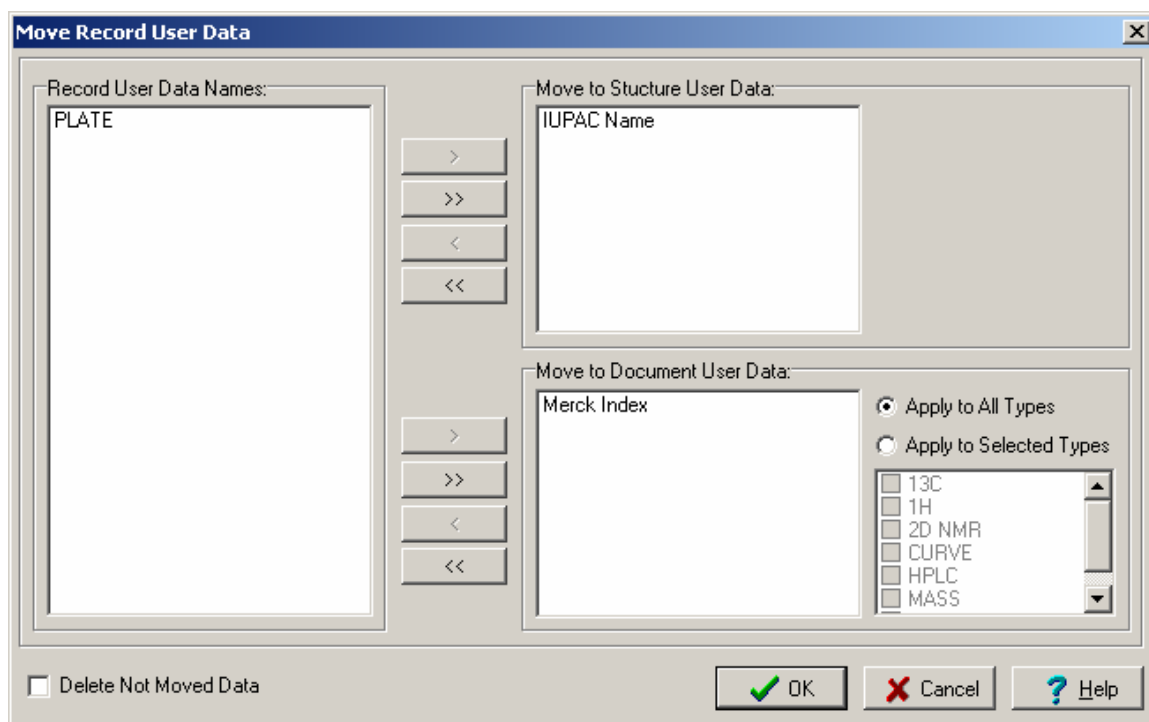 Move Record User Data
Record User Data Names:
PLATE
>
>>
<
<<
>
>>
<
<<
Move to Stucture User Data:
IUPAC Name
Move to Document User Data:
Merck Index
Apply to All Types
Apply to Selected Types
13C
1H
2D NMR
CURVE
HPLC
MASS
Delete Not Moved Data
OK
Cancel
? Help